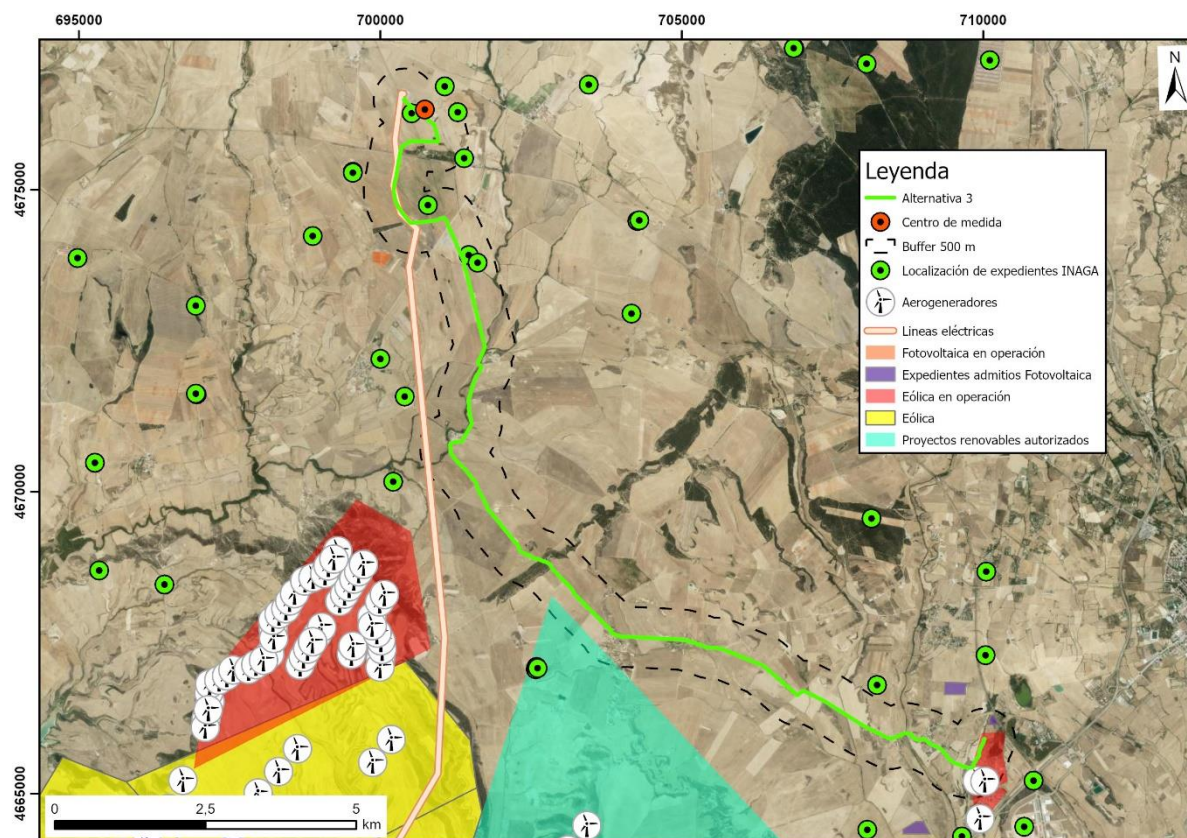 695000 700000 705000 710000
N
4675000
4670000
4665000
Leyenda
Alternativa 3
Centro de medida
Buffer 500 m
Localización de expedientes INAGA
Aerogeneradores
Lineas eléctricas
Fotovoltaica en operación
Expedientes admitios Fotovoltaica
Eólica en operación
Eólica
Proyectos renovables autorizados
0 2,5 5
km